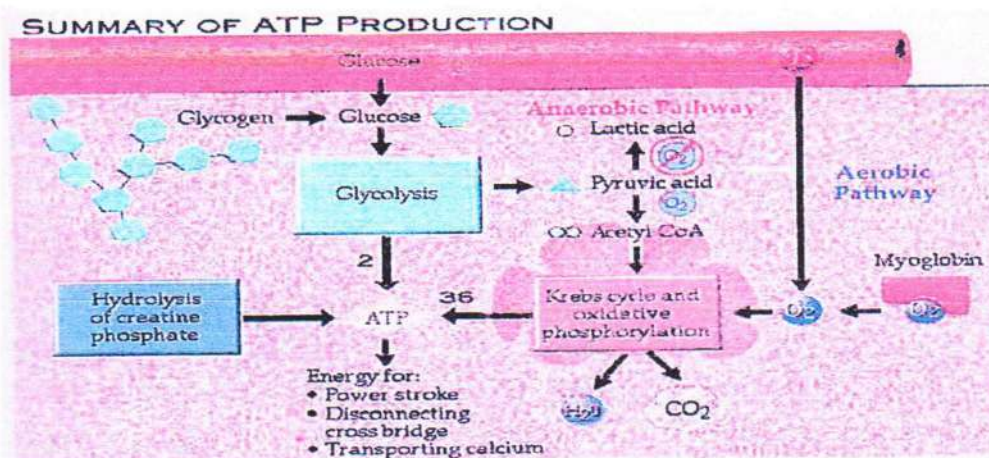 SUMMARY OF ATP PRODUCTION
Glucose
O₂
Glycogen
Glucose
Anaerobic Pathway
Lactic acid
O₂
Glycolysis
Pyruvic acid
O₂
Aerobic
Pathway
Acetyl CoA
2
Myoglobin
O₂
Hydrolysis
of creatine
phosphate
ATP
36
Krebs cycle and
oxidative
phosphorylation
O₂
Energy for:
• Power stroke
• Disconnecting
cross bridge
• Transporting calcium
H₂O
CO₂